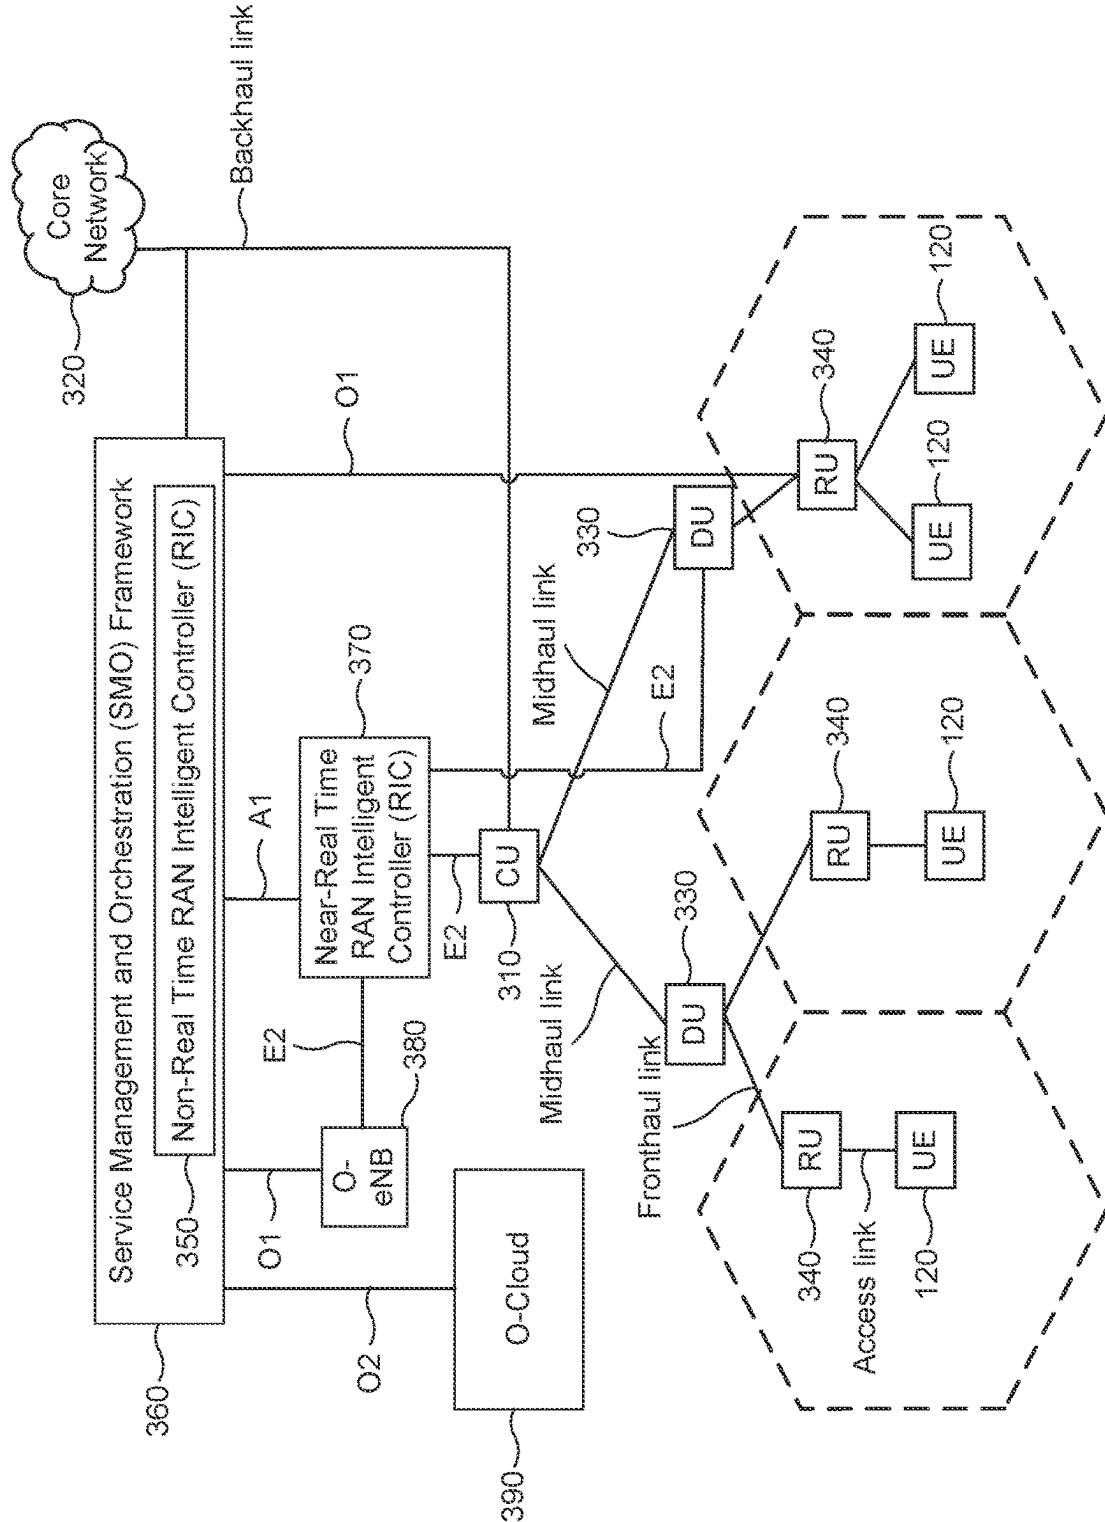 Core
Network
320
Backhaul link
360
Service Management and Orchestration (SMO) Framework
350
Non-Real Time RAN Intelligent Controller (RIC)
O2
O1
A1
O1
390
O-Cloud
O-
eNB
380
E2
Near-Real Time
RAN Intelligent
Controller (RIC)
370
E2
310
CU
E2
Midhaul link
Midhaul link
Fronthaul link
DU
330
DU
330
340
RU
Access link
120
UE
RU
340
UE
120
RU
340
UE
120
UE
120